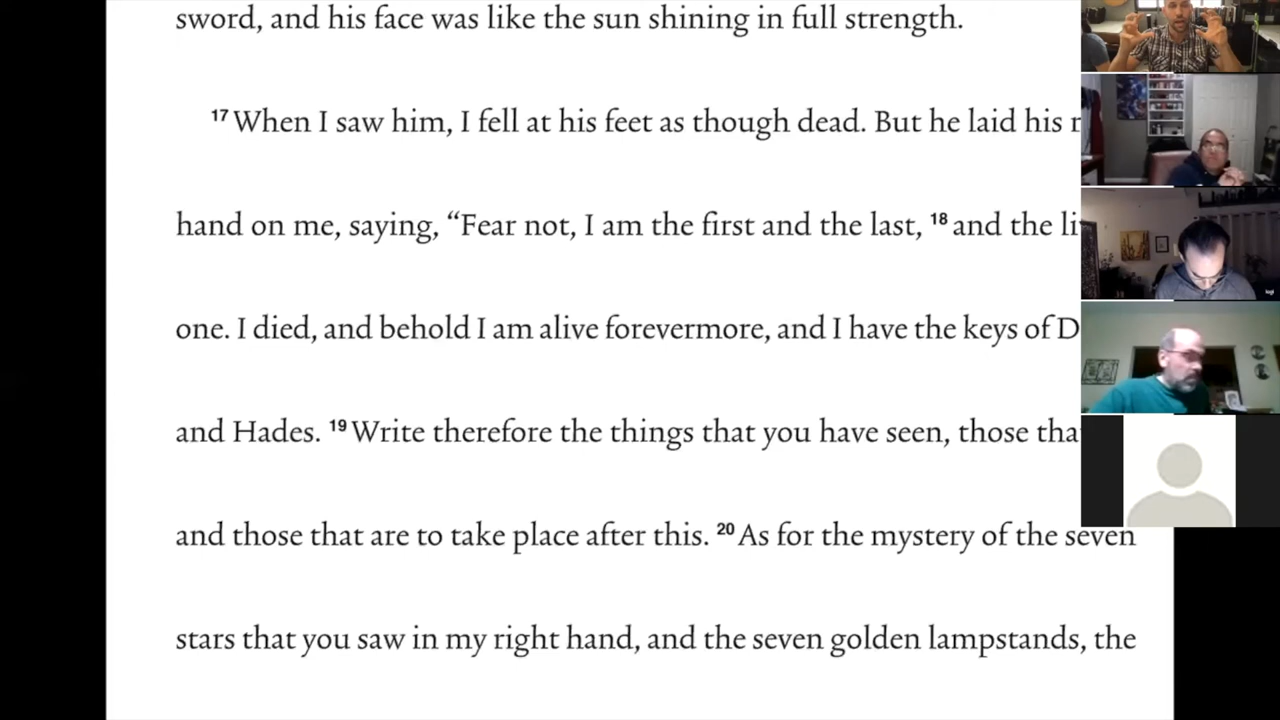 sword, and his face was like the sun shining in full strength.
17 When I saw him, I fell at his feet as though dead. But he laid his
hand on me, saying, “Fear not, I am the first and the last, 18 and the
one. I died, and behold I am alive forevermore, and I have the keys of
and Hades. 19 Write therefore the things that you have seen, those
and those that are to take place after this. 20 As for the mystery of the seven
stars that you saw in my right hand, and the seven golden lampstands, the